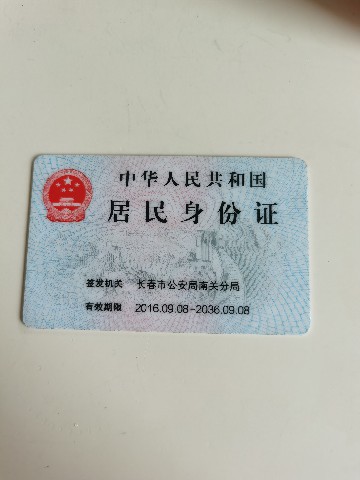 中华人民共和国
居民身份证
签发机关 长春市公安局南关分局
有效期限 2016.09.08-2036.09.08